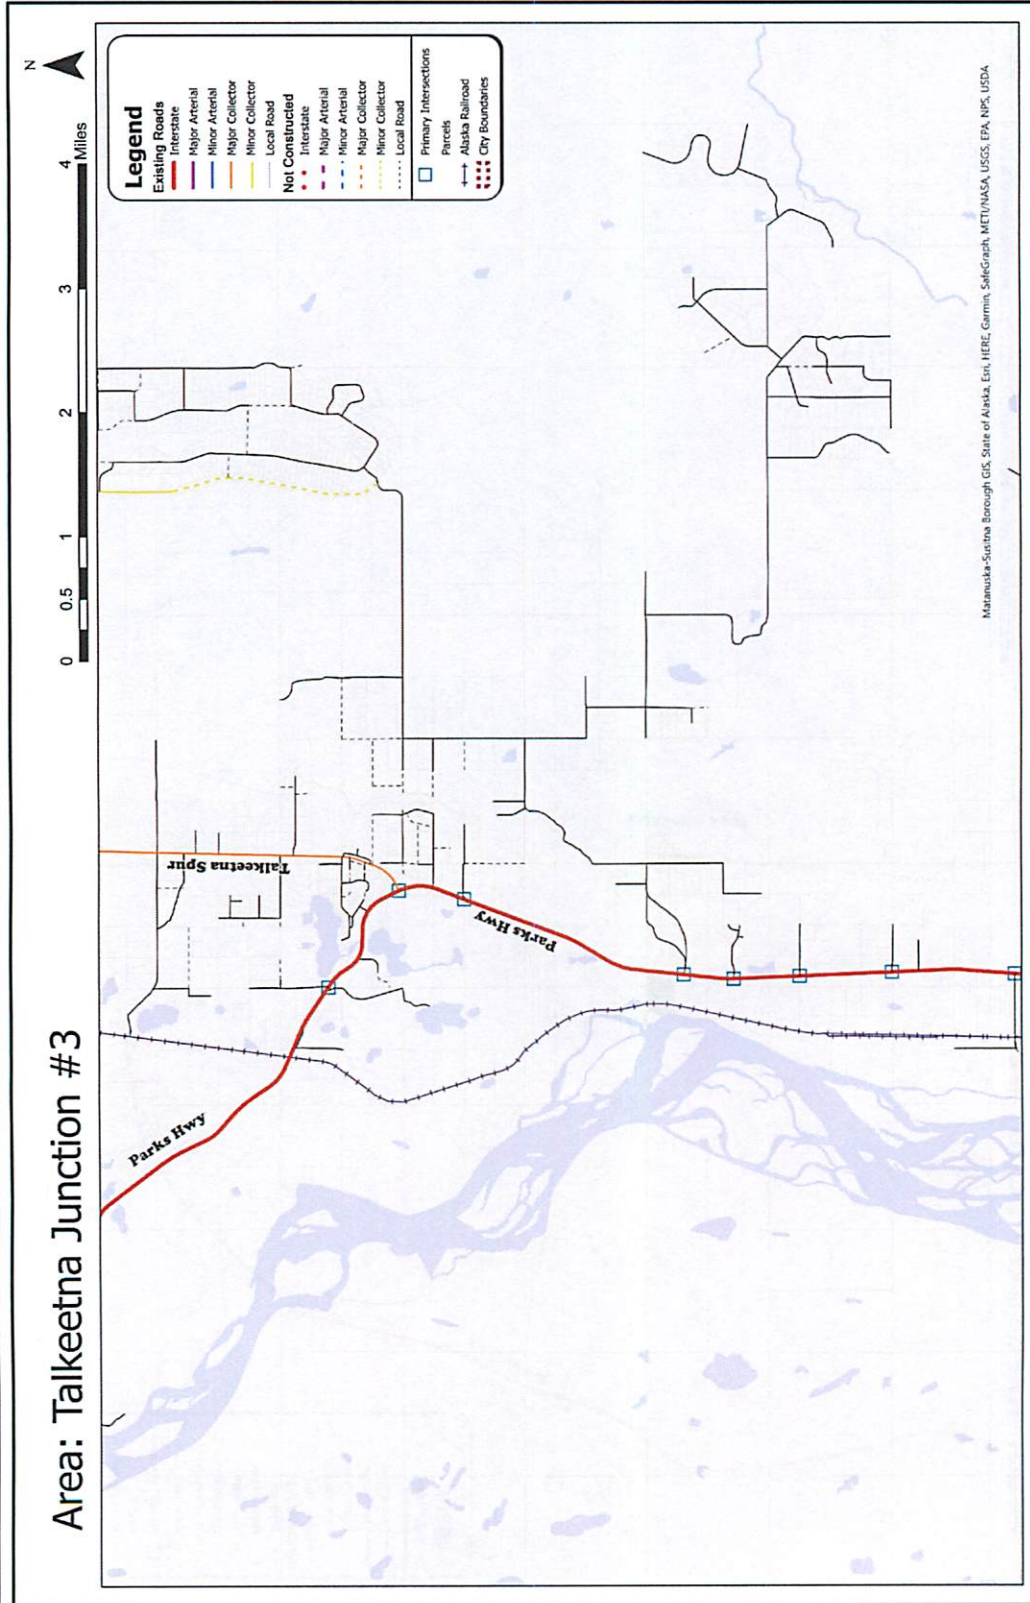 Area: Talkeetna Junction #3
N
0 0.5 1 2 3 4 Miles
Legend
Existing Roads
Interstate
Major Arterial
Minor Arterial
Major Collector
Minor Collector
Local Road
Not Constructed
Interstate
Major Arterial
Minor Arterial
Major Collector
Minor Collector
Local Road
Primary Intersections
Parcels
Alaska Railroad
City Boundaries
Parks Hwy
Talkeetna Spur
Parks Hwy
Matanuska-Susitna Borough GIS, State of Alaska, Esri, HERE, Garmin, SafeGraph, METI/NASA, USGS, EPA, NPS, USDA